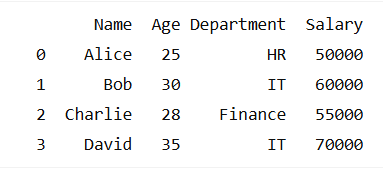 Name Age Department Salary
0 Alice 25 HR 50000
1 Bob 30 IT 60000
2 Charlie 28 Finance 55000
3 David 35 IT 70000